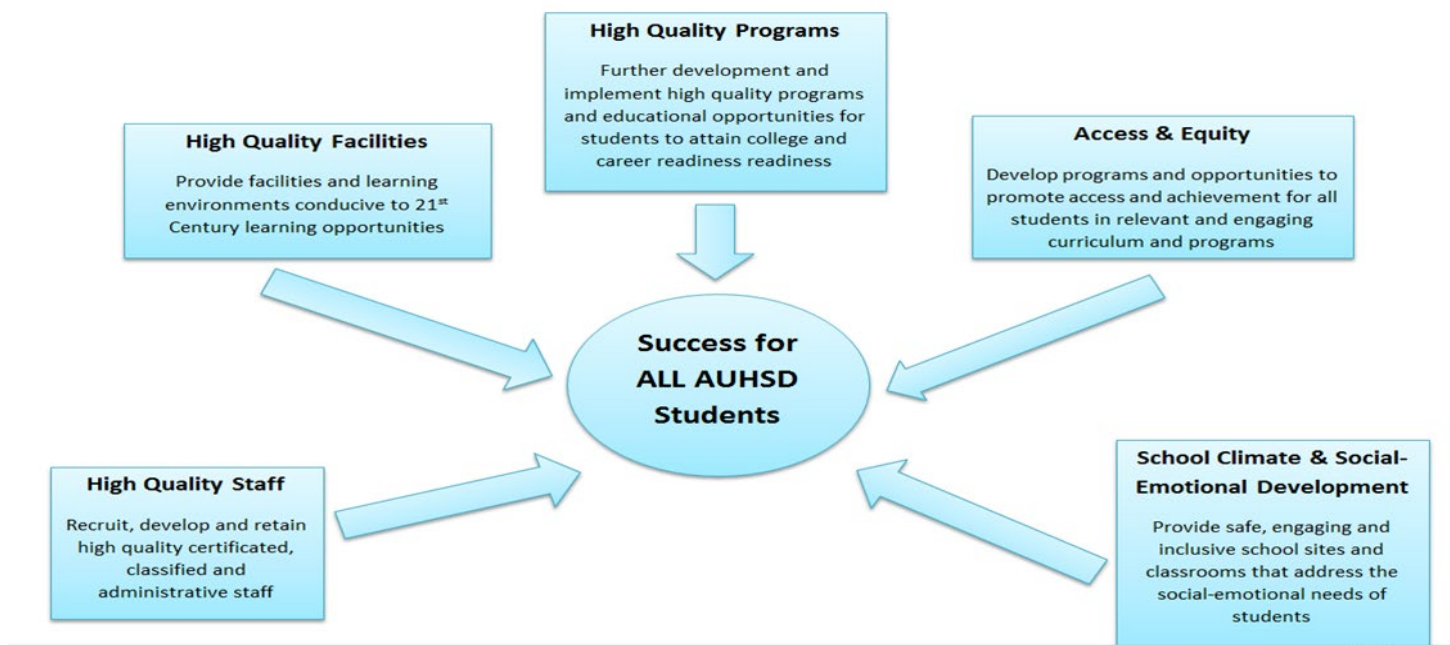 High Quality Programs
Further development and
implement high quality programs
and educational opportunities for
students to attain college and
career readiness readiness
High Quality Facilities
Provide facilities and learning
environments conducive to 21st
Century learning opportunities
Access & Equity
Develop programs and opportunities to
promote access and achievement for all
students in relevant and engaging
curriculum and programs
Success for
ALL AUHSD
Students
High Quality Staff
Recruit, develop and retain
high quality certificated,
classified and
administrative staff
School Climate & Social-
Emotional Development
Provide safe, engaging and
inclusive school sites and
classrooms that address the
social-emotional needs of
students